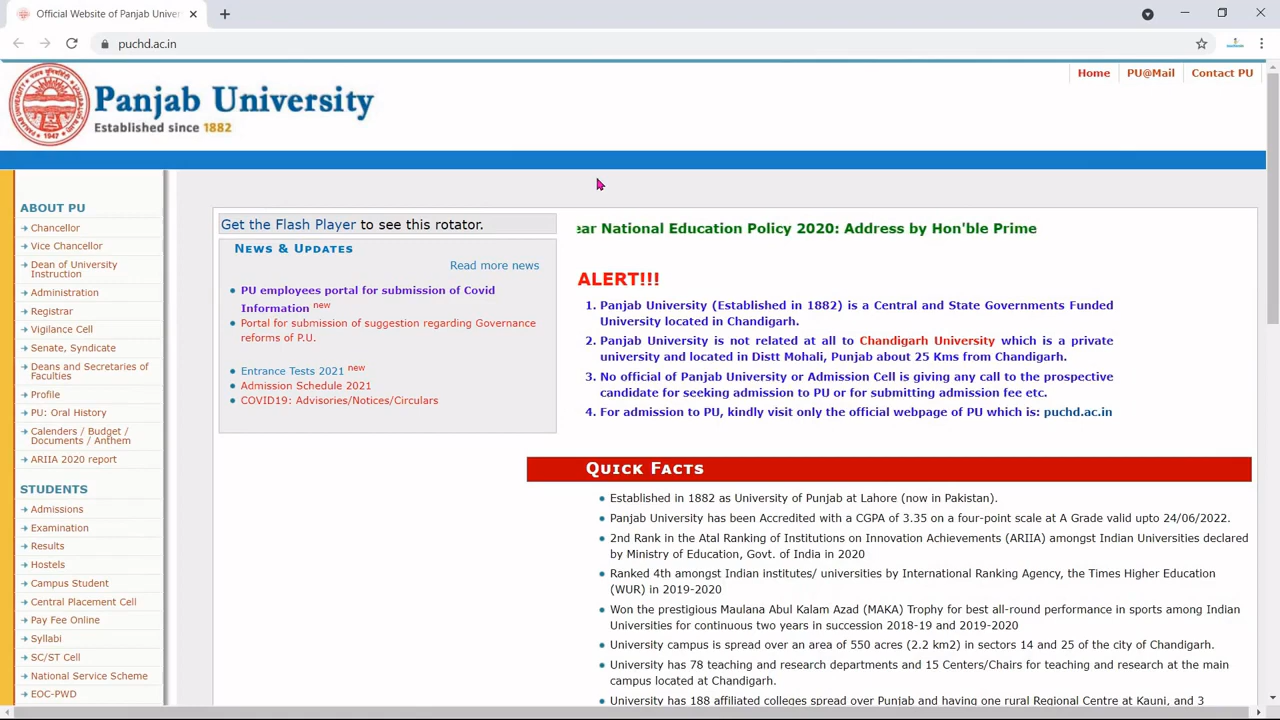 Official Website of Panjab Univer
puchd.ac.in
Home
PU@Mail
Contact PU
Panjab University
Established since 1882
1947
ABOUT PU
Chancellor
Vice Chancellor
Dean of University
Instruction
Administration
Registrar
Vigilance Cell
Senate, Syndicate
Deans and Secretaries of
Faculties
Profile
PU: Oral History
Calenders / Budget /
Documents / Anthem
ARIIA 2020 report
STUDENTS
Admissions
Examination
Results
Hostels
Campus Student
Central Placement Cell
Pay Fee Online
Syllabi
SC/ST Cell
National Service Scheme
EOC-PWD
Get the Flash Player to see this rotator.
News & Updates
Read more news
PU employees portal for submission of Covid
Information new
Portal for submission of suggestion regarding Governance
reforms of P.U.
Entrance Tests 2021 new
Admission Schedule 2021
COVID19: Advisories/Notices/Circulars
ear National Education Policy 2020: Address by Hon'ble Prime
ALERT!!!
1. Panjab University (Established in 1882) is a Central and State Governments Funded
University located in Chandigarh.
2. Panjab University is not related at all to Chandigarh University which is a private
university and located in Distt Mohali, Punjab about 25 Kms from Chandigarh.
3. No official of Panjab University or Admission Cell is giving any call to the prospective
candidate for seeking admission to PU or for submitting admission fee etc.
4. For admission to PU, kindly visit only the official webpage of PU which is: puchd.ac.in
Quick Facts
Established in 1882 as University of Punjab at Lahore (now in Pakistan).
Panjab University has been Accredited with a CGPA of 3.35 on a four-point scale at A Grade valid upto 24/06/2022.
2nd Rank in the Atal Ranking of Institutions on Innovation Achievements (ARIIA) amongst Indian Universities declared
by Ministry of Education, Govt. of India in 2020
Ranked 4th amongst Indian institutes/ universities by International Ranking Agency, the Times Higher Education
(WUR) in 2019-2020
Won the prestigious Maulana Abul Kalam Azad (MAKA) Trophy for best all-round performance in sports among Indian
Universities for continuous two years in succession 2018-19 and 2019-2020
University campus is spread over an area of 550 acres (2.2 km2) in sectors 14 and 25 of the city of Chandigarh.
University has 78 teaching and research departments and 15 Centers/Chairs for teaching and research at the main
campus located at Chandigarh.
University has 188 affiliated colleges spread over Punjab and having one rural Regional Centre at Kauni, and 3